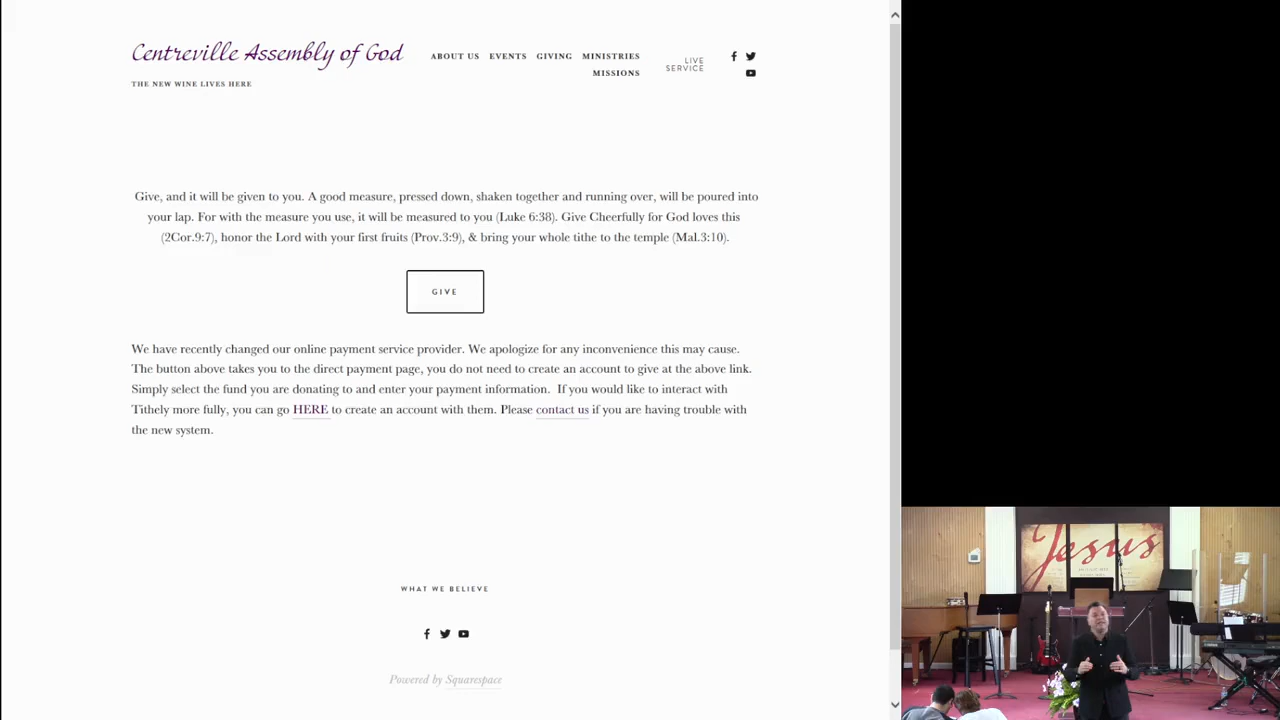 Centreville Assembly of God
THE NEW WINE LIVES HERE
ABOUT US EVENTS GIVING MINISTRIES
MISSIONS
LIVE
SERVICE
Give, and it will be given to you. A good measure, pressed down, shaken together and running over, will be poured into
your lap. For with the measure you use, it will be measured to you (Luke 6:38). Give Cheerfully for God loves this
(2Cor.9:7), honor the Lord with your first fruits (Prov.3:9), & bring your whole tithe to the temple (Mal.3:10).
GIVE
We have recently changed our online payment service provider. We apologize for any inconvenience this may cause.
The button above takes you to the direct payment page, you do not need to create an account to give at the above link.
Simply select the fund you are donating to and enter your payment information. If you would like to interact with
Tithely more fully, you can go HERE to create an account with them. Please contact us if you are having trouble with
the new system.
WHAT WE BELIEVE
Powered by Squarespace
Jesus